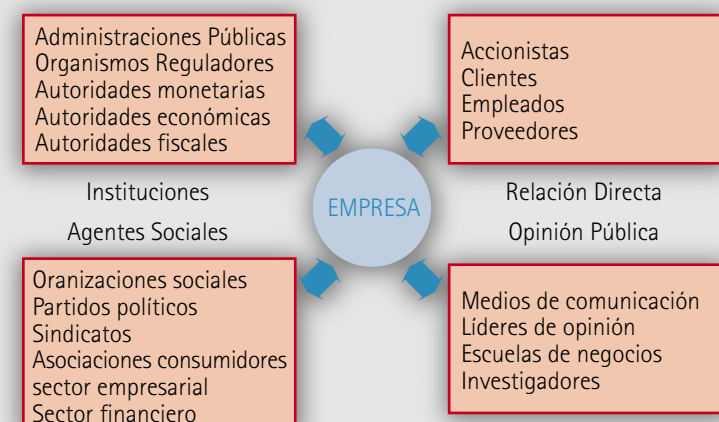 Administraciones Públicas
Organismos Reguladores
Autoridades monetarias
Autoridades económicas
Autoridades fiscales
Accionistas
Clientes
Empleados
Proveedores
Instituciones
Agentes Sociales
EMPRESA
Relación Directa
Opinión Pública
Oranizaciones sociales
Partidos políticos
Sindicatos
Asociaciones consumidores
sector empresarial
Sector financiero
Medios de comunicación
Líderes de opinión
Escuelas de negocios
Investigadores